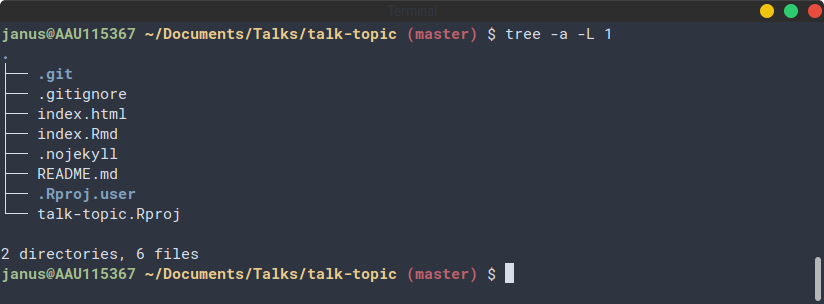 Terminal
janus@AAU115367 ~/Documents/Talks/talk-topic (master) $ tree -a -L 1
.
├── .git
├── .gitignore
├── index.html
├── index.Rmd
├── .nojekyll
├── README.md
├── .Rproj.user
└── talk-topic.Rproj
2 directories, 6 files
janus@AAU115367 ~/Documents/Talks/talk-topic (master) $